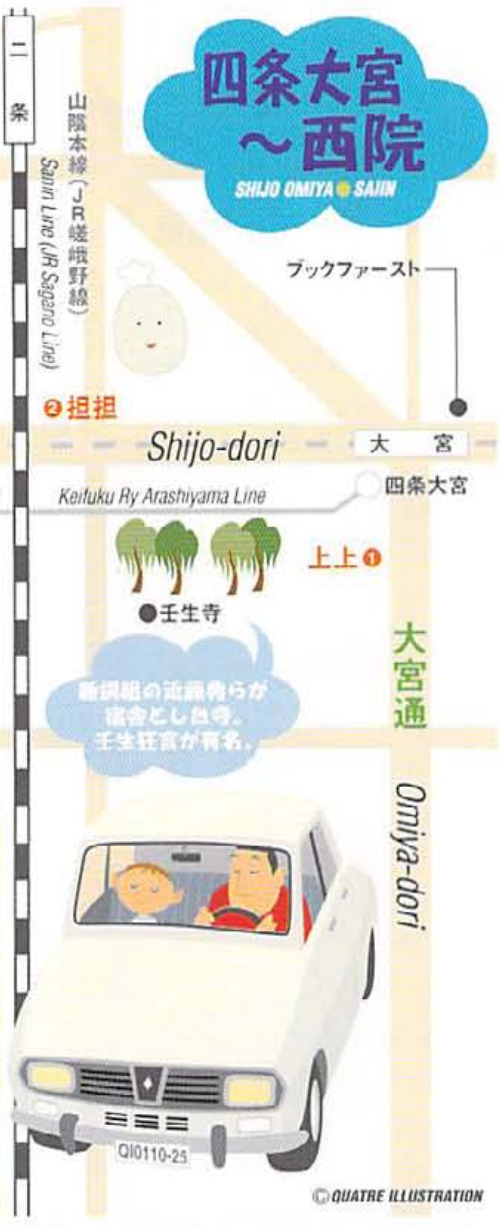 二条
四条大宮
～西院
SHIJO OMIYA SAIIN
山陰本線（JR嵯峨野線）
Sanin Line (JR Sagano Line)
ブックファースト
❷担担
Shijo-dori
大宮
Keifuku Ry Arashiyama Line
四条大宮
上上❶
●壬生寺
新撰組の近藤勇らが
宿舎とし
壬生狂言が有名。
大宮通
Omiya-dori
QI0110-25
© QUATRE ILLUSTRATION